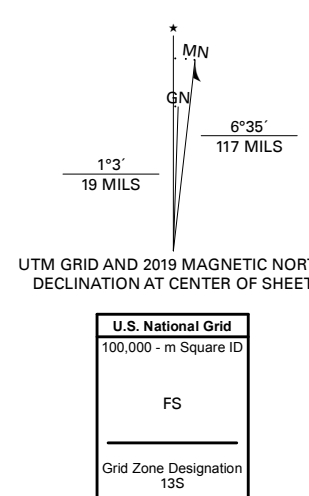 ★
MN
GN
6°35´
117 MILS
1°3´
19 MILS
UTM GRID AND 2019 MAGNETIC NORT
DECLINATION AT CENTER OF SHEET
U.S. National Grid
100,000 - m Square ID
FS
Grid Zone Designation
13S